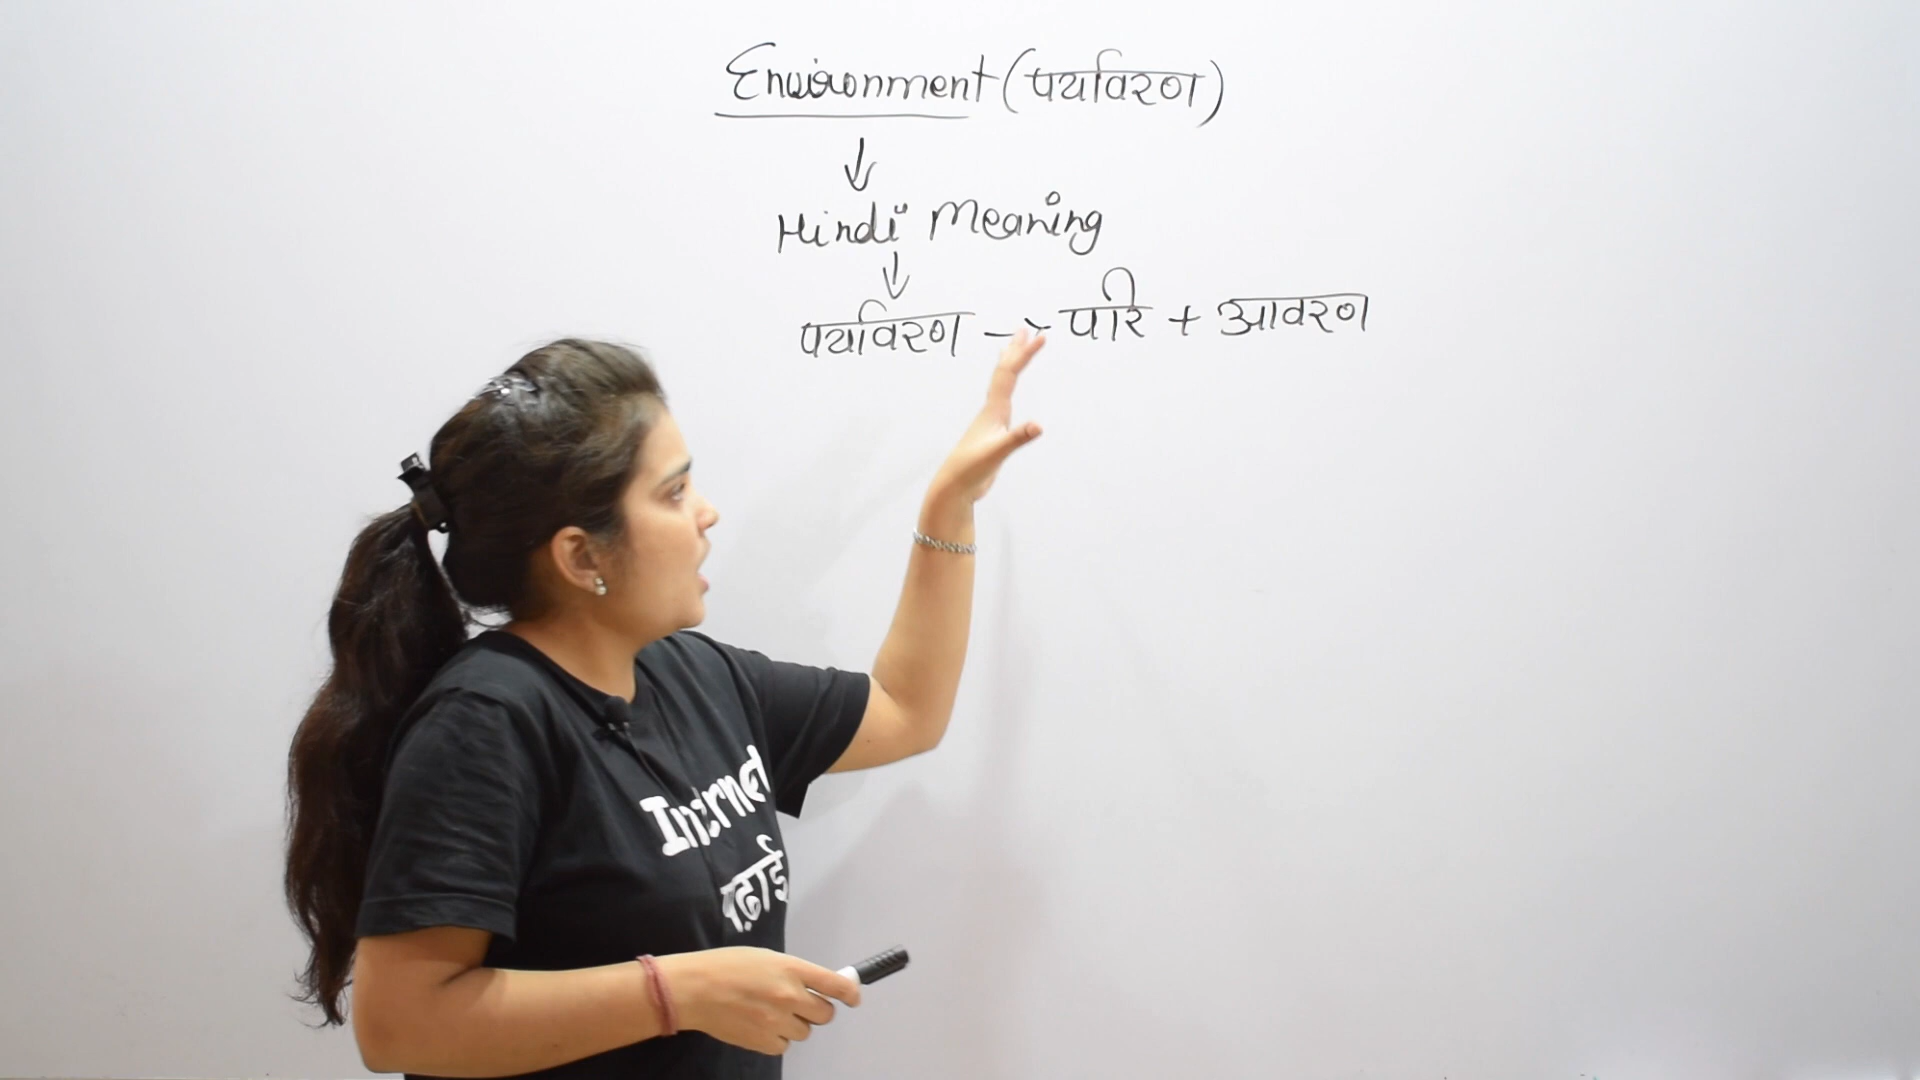 Environment (पर्यावरण)
Hindi Meaning
पर्यावरण → परि + आवरण
Internet
पढ़ाई